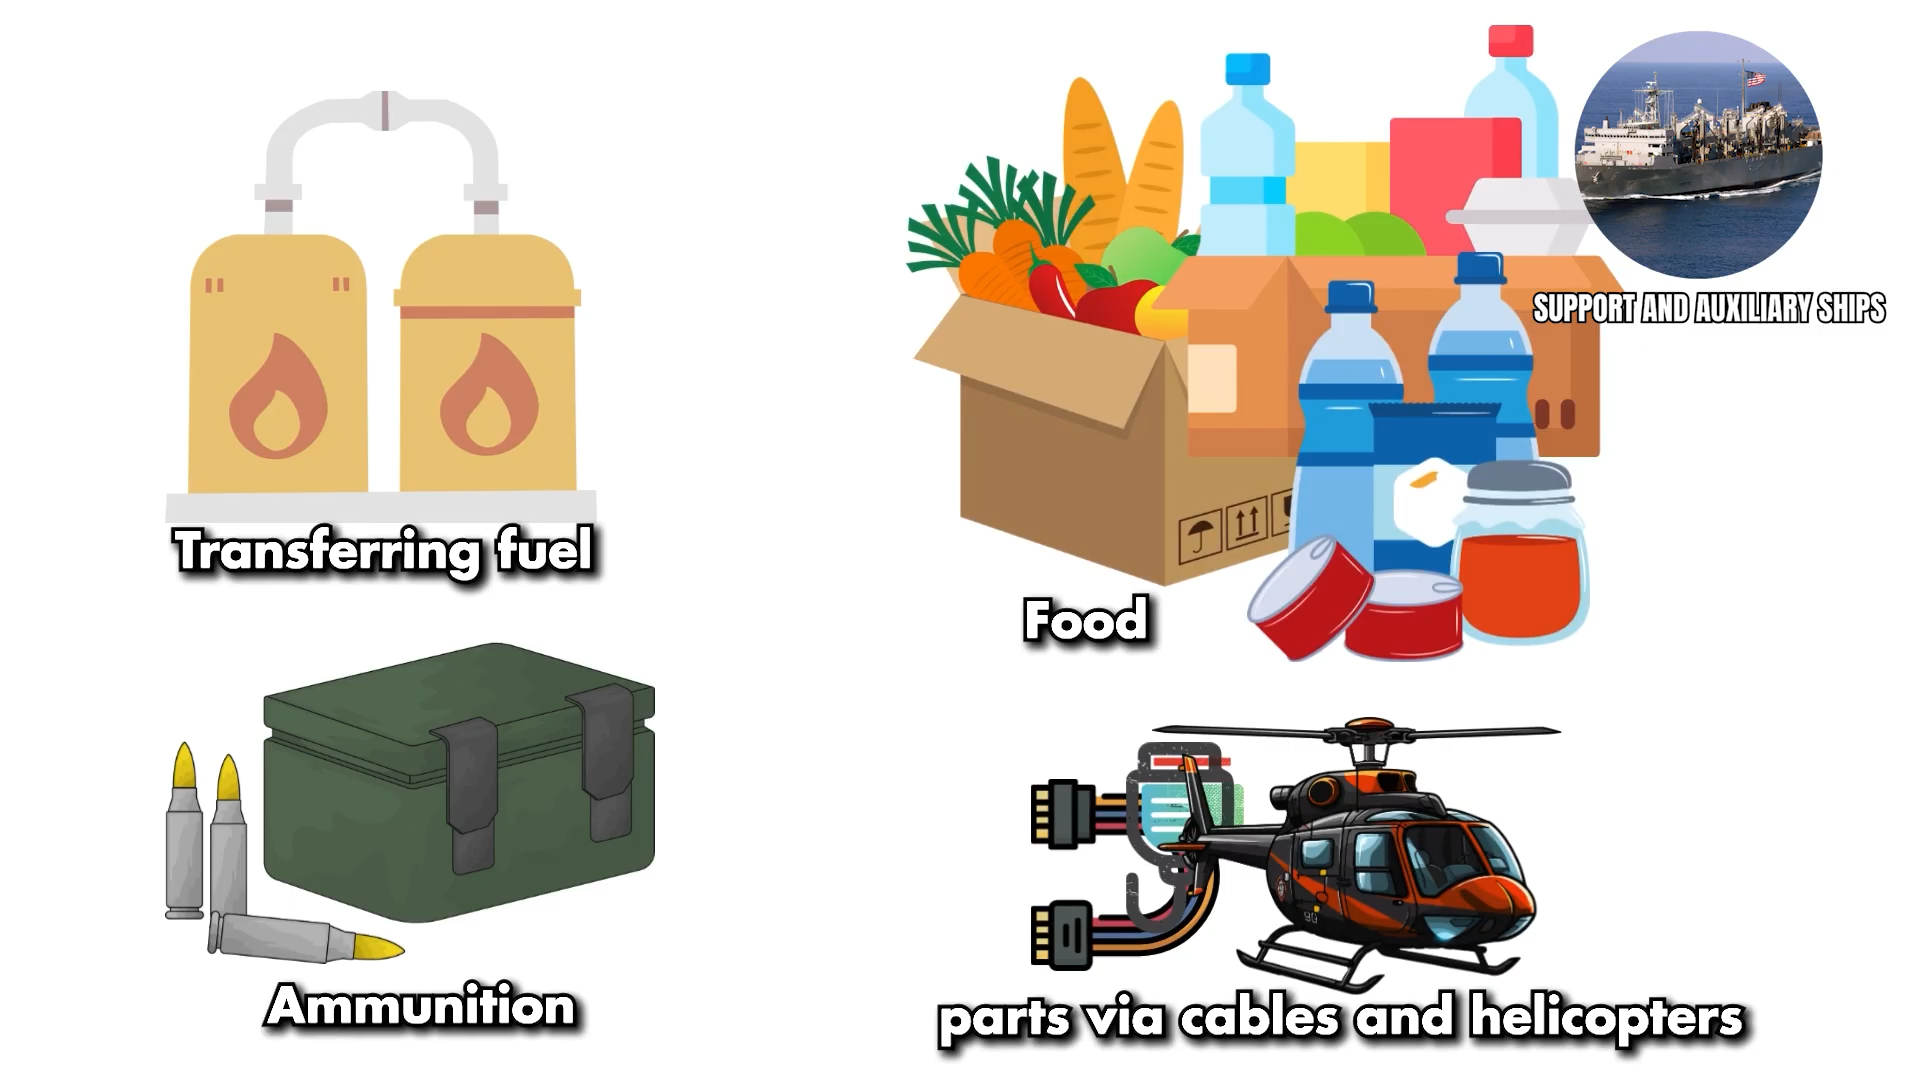 SUPPORT AND AUXILIARY SHIPS
Transferring fuel
Food
Ammunition
parts via cables and helicopters